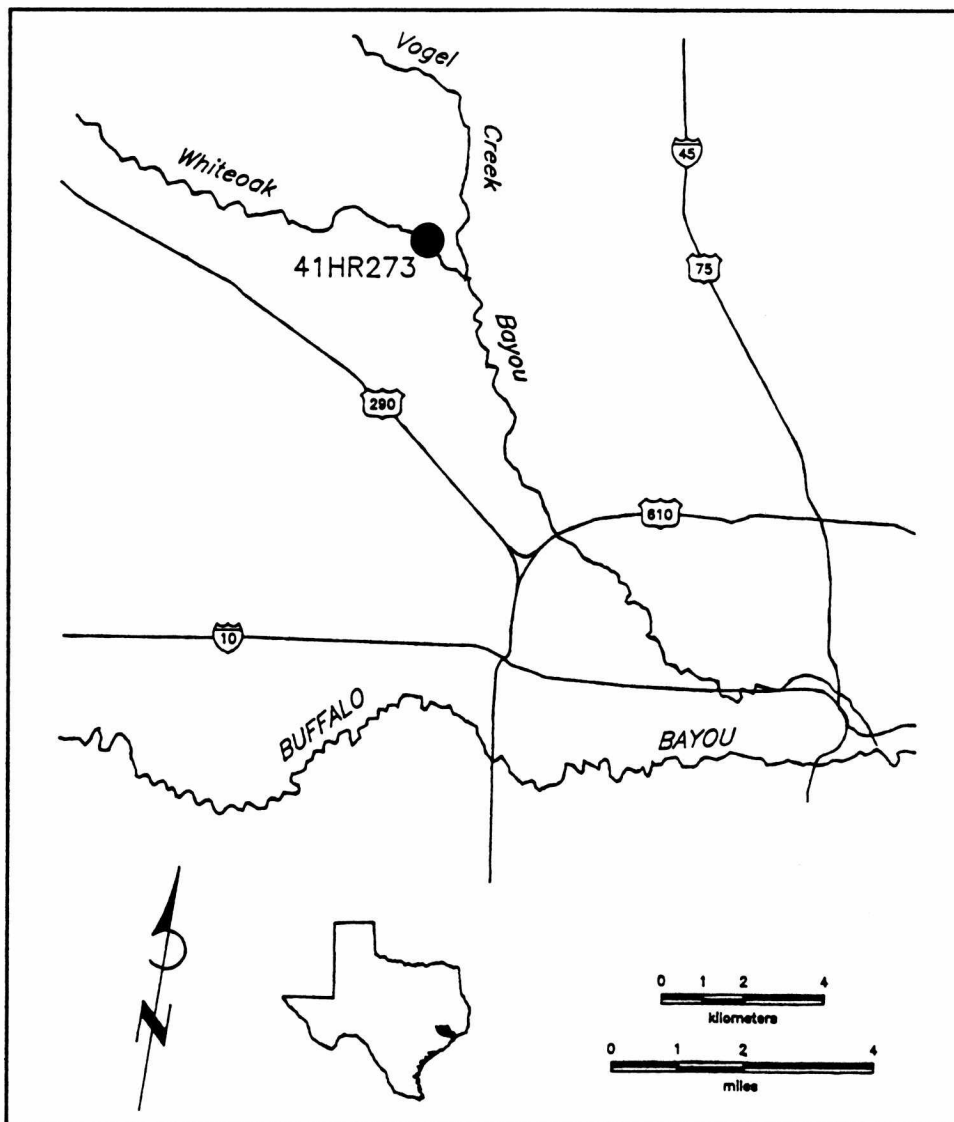 Vogel
Creek
Whiteoak
45
41HR273
75
Bayou
290
610
10
BUFFALO
BAYOU
N
0 1 2 4
kilometers
0 1 2 4
miles